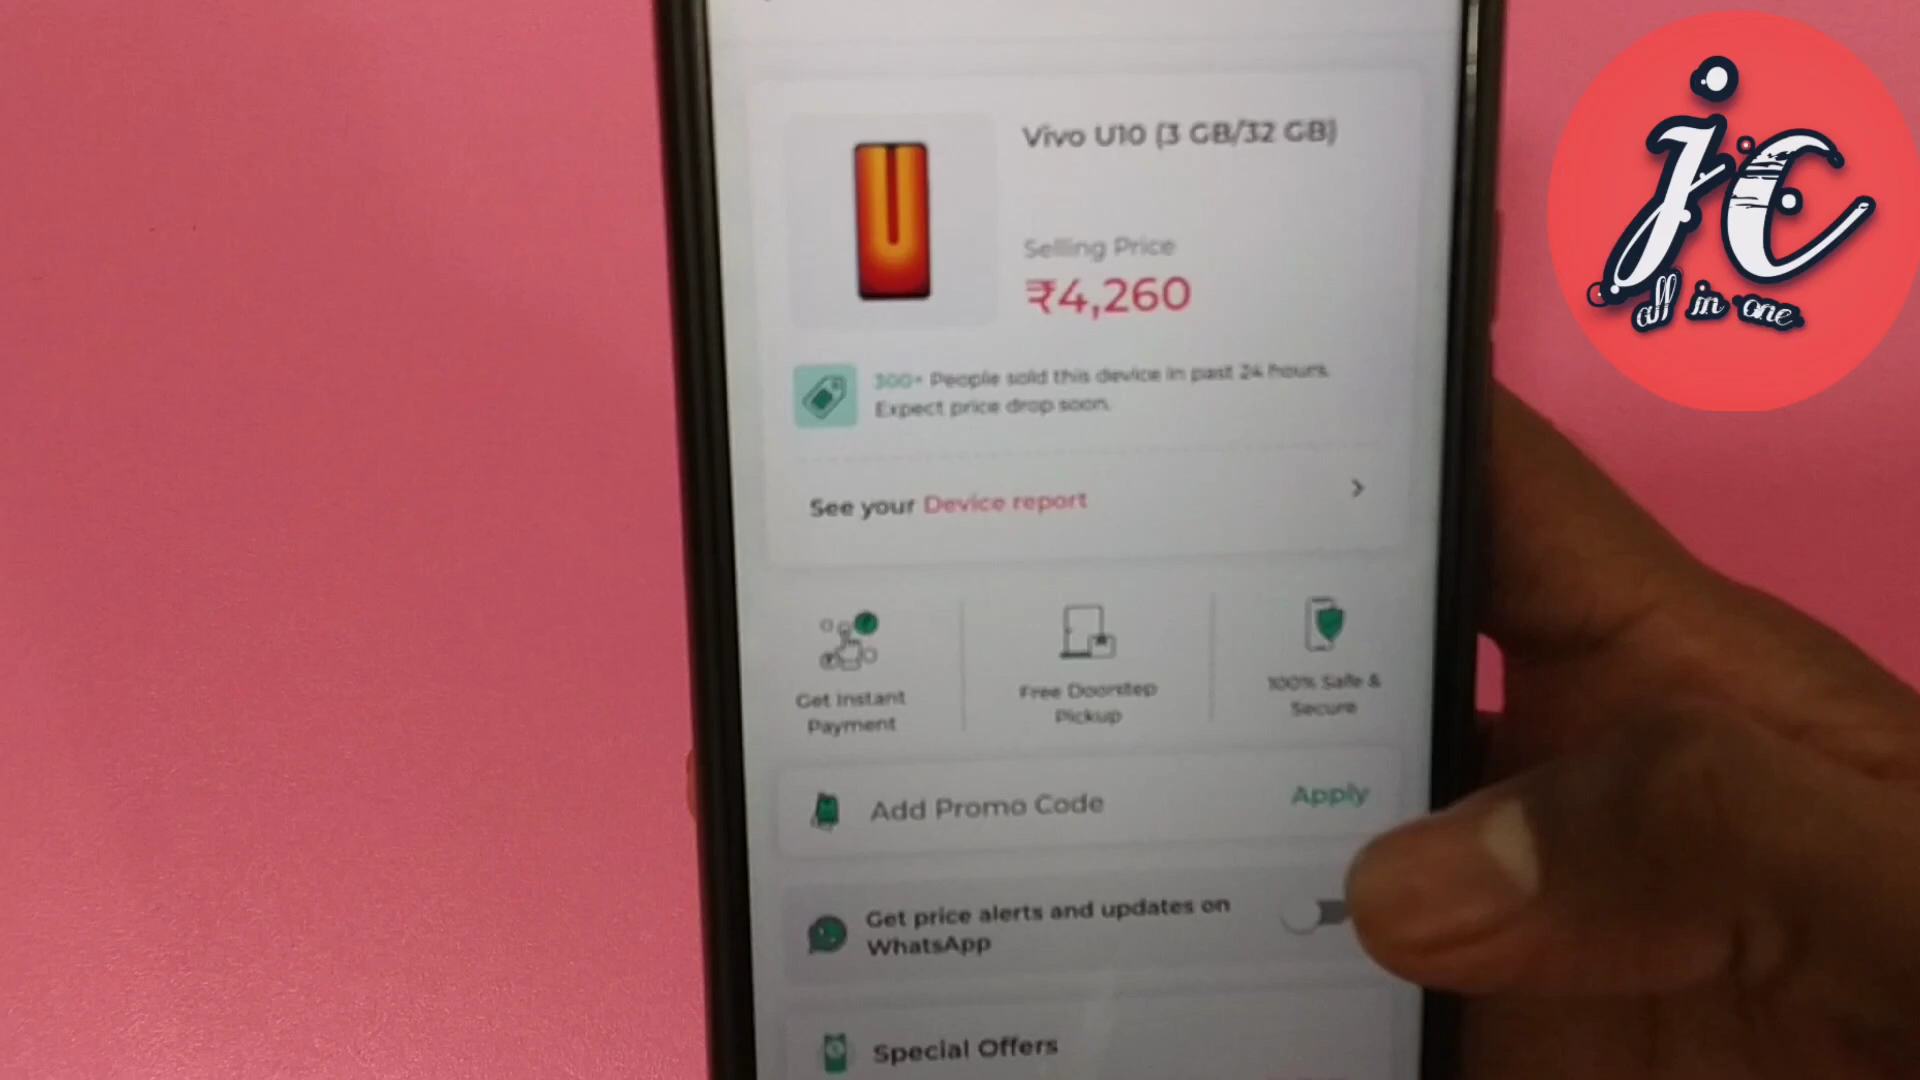 Vivo U10 (3 GB/32 GB)
Selling Price
₹4,260
300+ People sold this device in past 24 hours.
Expect price drop soon.
See your Device report
Get Instant
Payment
Free Doorstep
Pickup
100% Safe &
Secure
Add Promo Code
Apply
Get price alerts and updates on
WhatsApp
Special Offers
jc
all in one